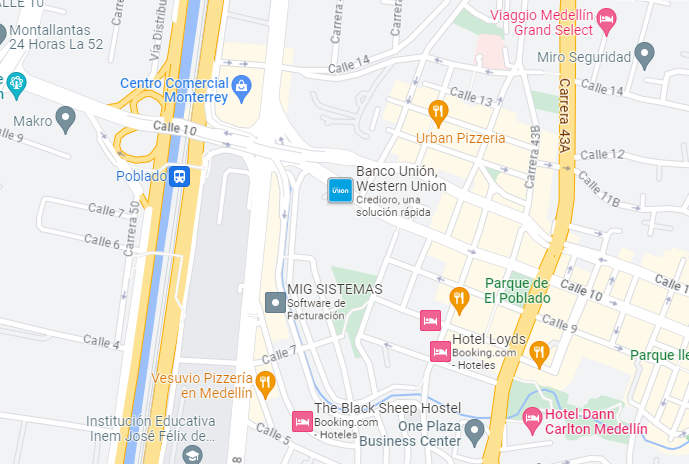 CALLE 10
Montallantas
24 Horas La 52
Carrera
Vía Distribu
Viaggio Medellín
Grand Select
Miro Seguridad
Calle 14
Calle 14
Centro Comercial
Monterrey
Calle 13
Carrera 43A
Makro
Calle 10
Urban Pizzeria
Carrera 43B
Calle 9
Calle 12
Poblado
Banco Unión,
Western Union
Credioro, una
solución rápida
unión
Calle 11B
Calle 7
Carrera 50
Calle 6
Parque de
El Poblado
Calle 10
MIG SISTEMAS
Software de
Facturación
Calle 9
Calle 4
Hotel Loyds
Booking.com
- Hoteles
Calle 7
Parque lle
Vesuvio Pizzería
en Medellín
The Black Sheep Hostel
Booking.com
- Hoteles
Hotel Dann
Carlton Medellín
Institución Educativa
Inem José Félix de...
One Plaza
Business Center
Calle 5
8